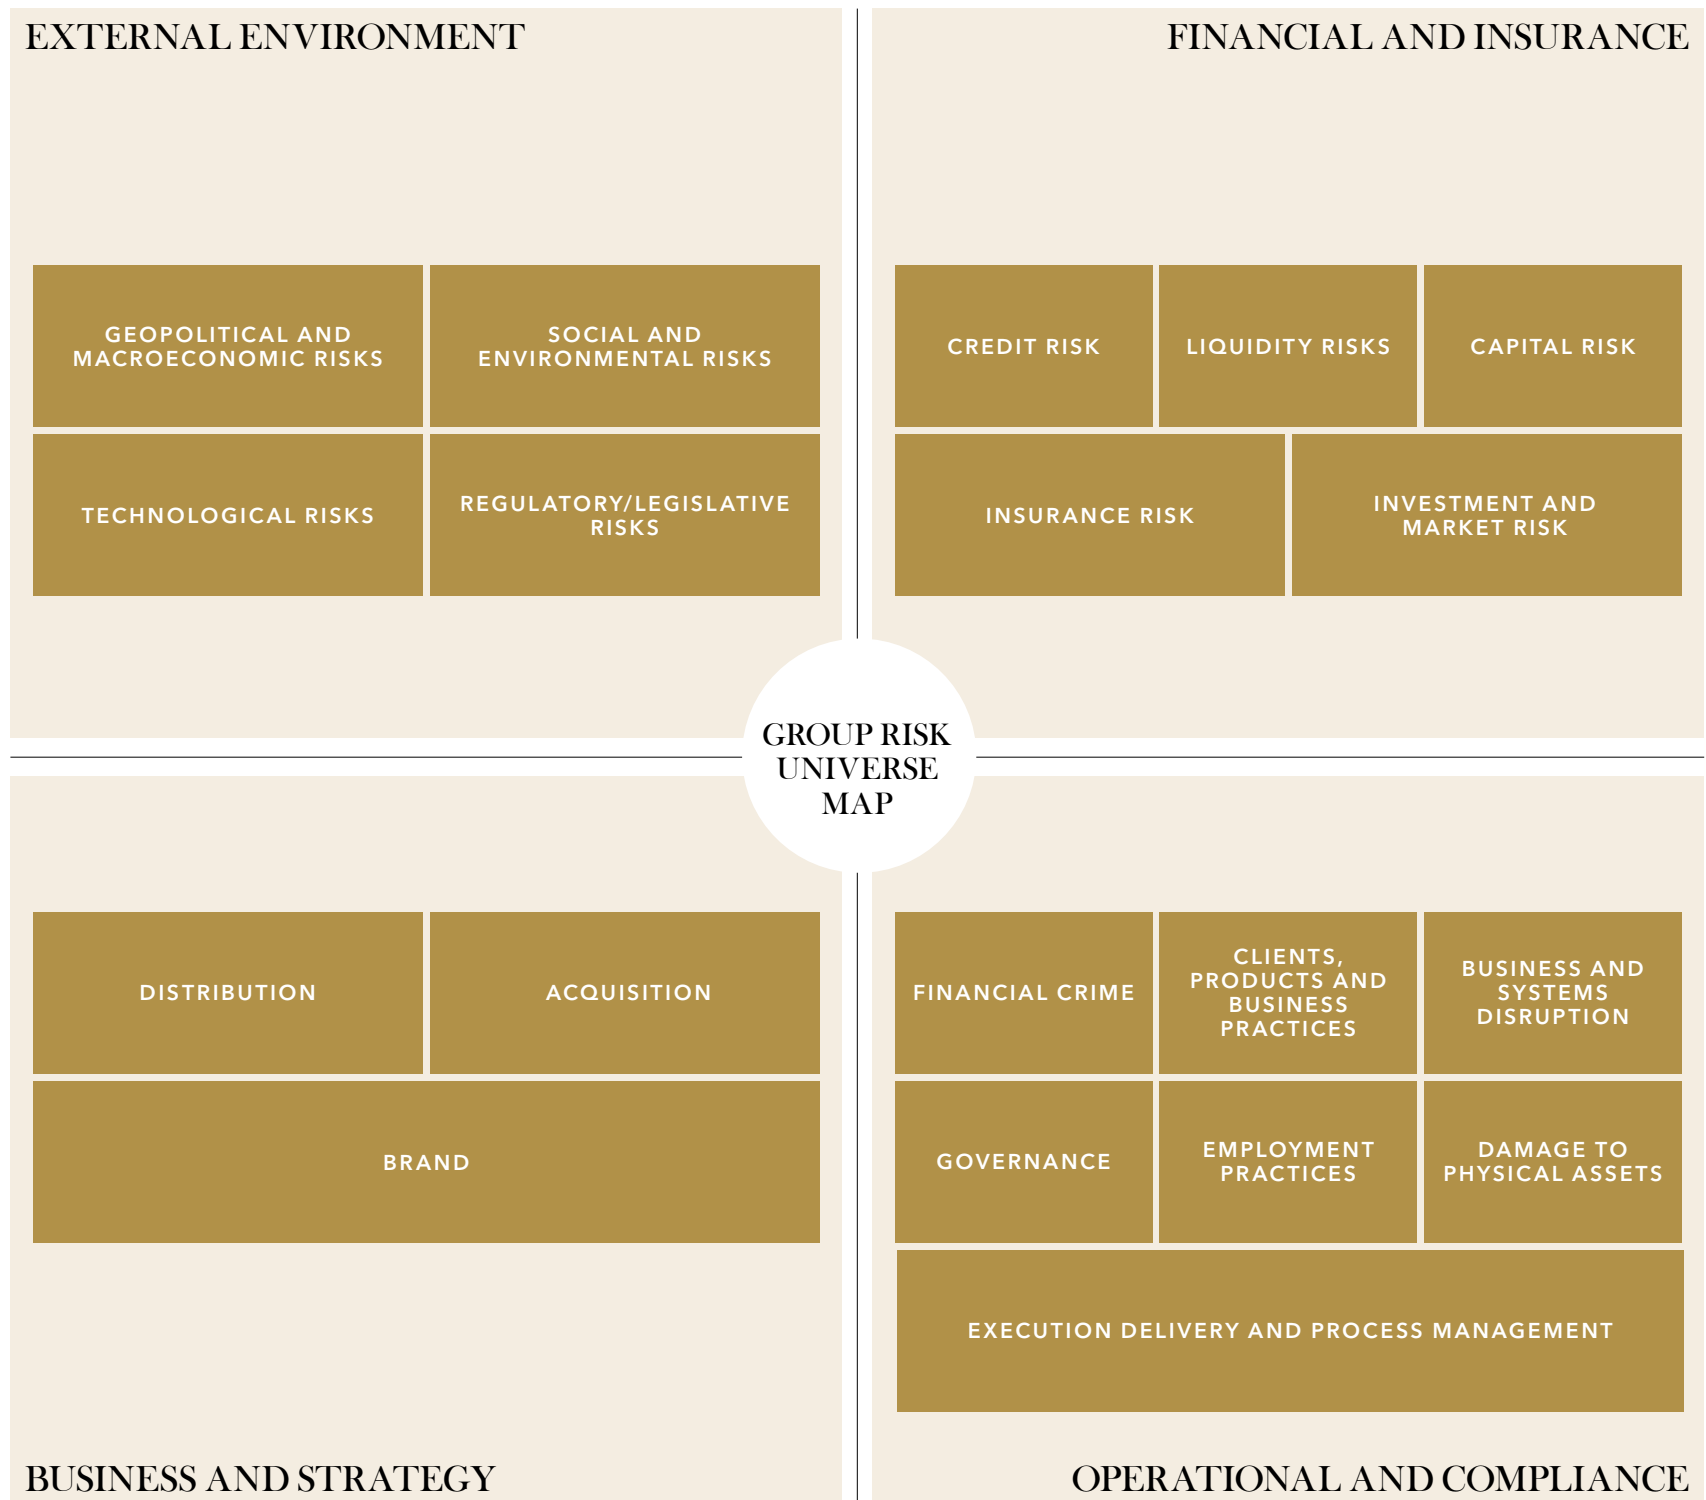 EXTERNAL ENVIRONMENT
FINANCIAL AND INSURANCE
GEOPOLITICAL AND
MACROECONOMIC RISKS
SOCIAL AND
ENVIRONMENTAL RISKS
TECHNOLOGICAL RISKS
REGULATORY/LEGISLATIVE
RISKS
CREDIT RISK
LIQUIDITY RISKS
CAPITAL RISK
INSURANCE RISK
INVESTMENT AND
MARKET RISK
GROUP RISK
UNIVERSE
MAP
DISTRIBUTION
ACQUISITION
BRAND
FINANCIAL CRIME
CLIENTS,
PRODUCTS AND
BUSINESS
PRACTICES
BUSINESS AND
SYSTEMS
DISRUPTION
GOVERNANCE
EMPLOYMENT
PRACTICES
DAMAGE TO
PHYSICAL ASSETS
EXECUTION DELIVERY AND PROCESS MANAGEMENT
BUSINESS AND STRATEGY
OPERATIONAL AND COMPLIANCE